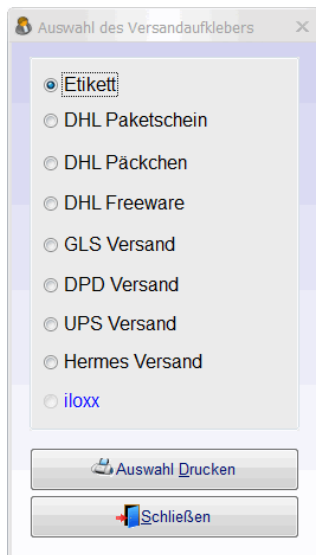 Auswahl des Versandaufklebers
Etikett
DHL Paketschein
DHL Päckchen
DHL Freeware
GLS Versand
DPD Versand
UPS Versand
Hermes Versand
iloxx
Auswahl Drucken
Schließen